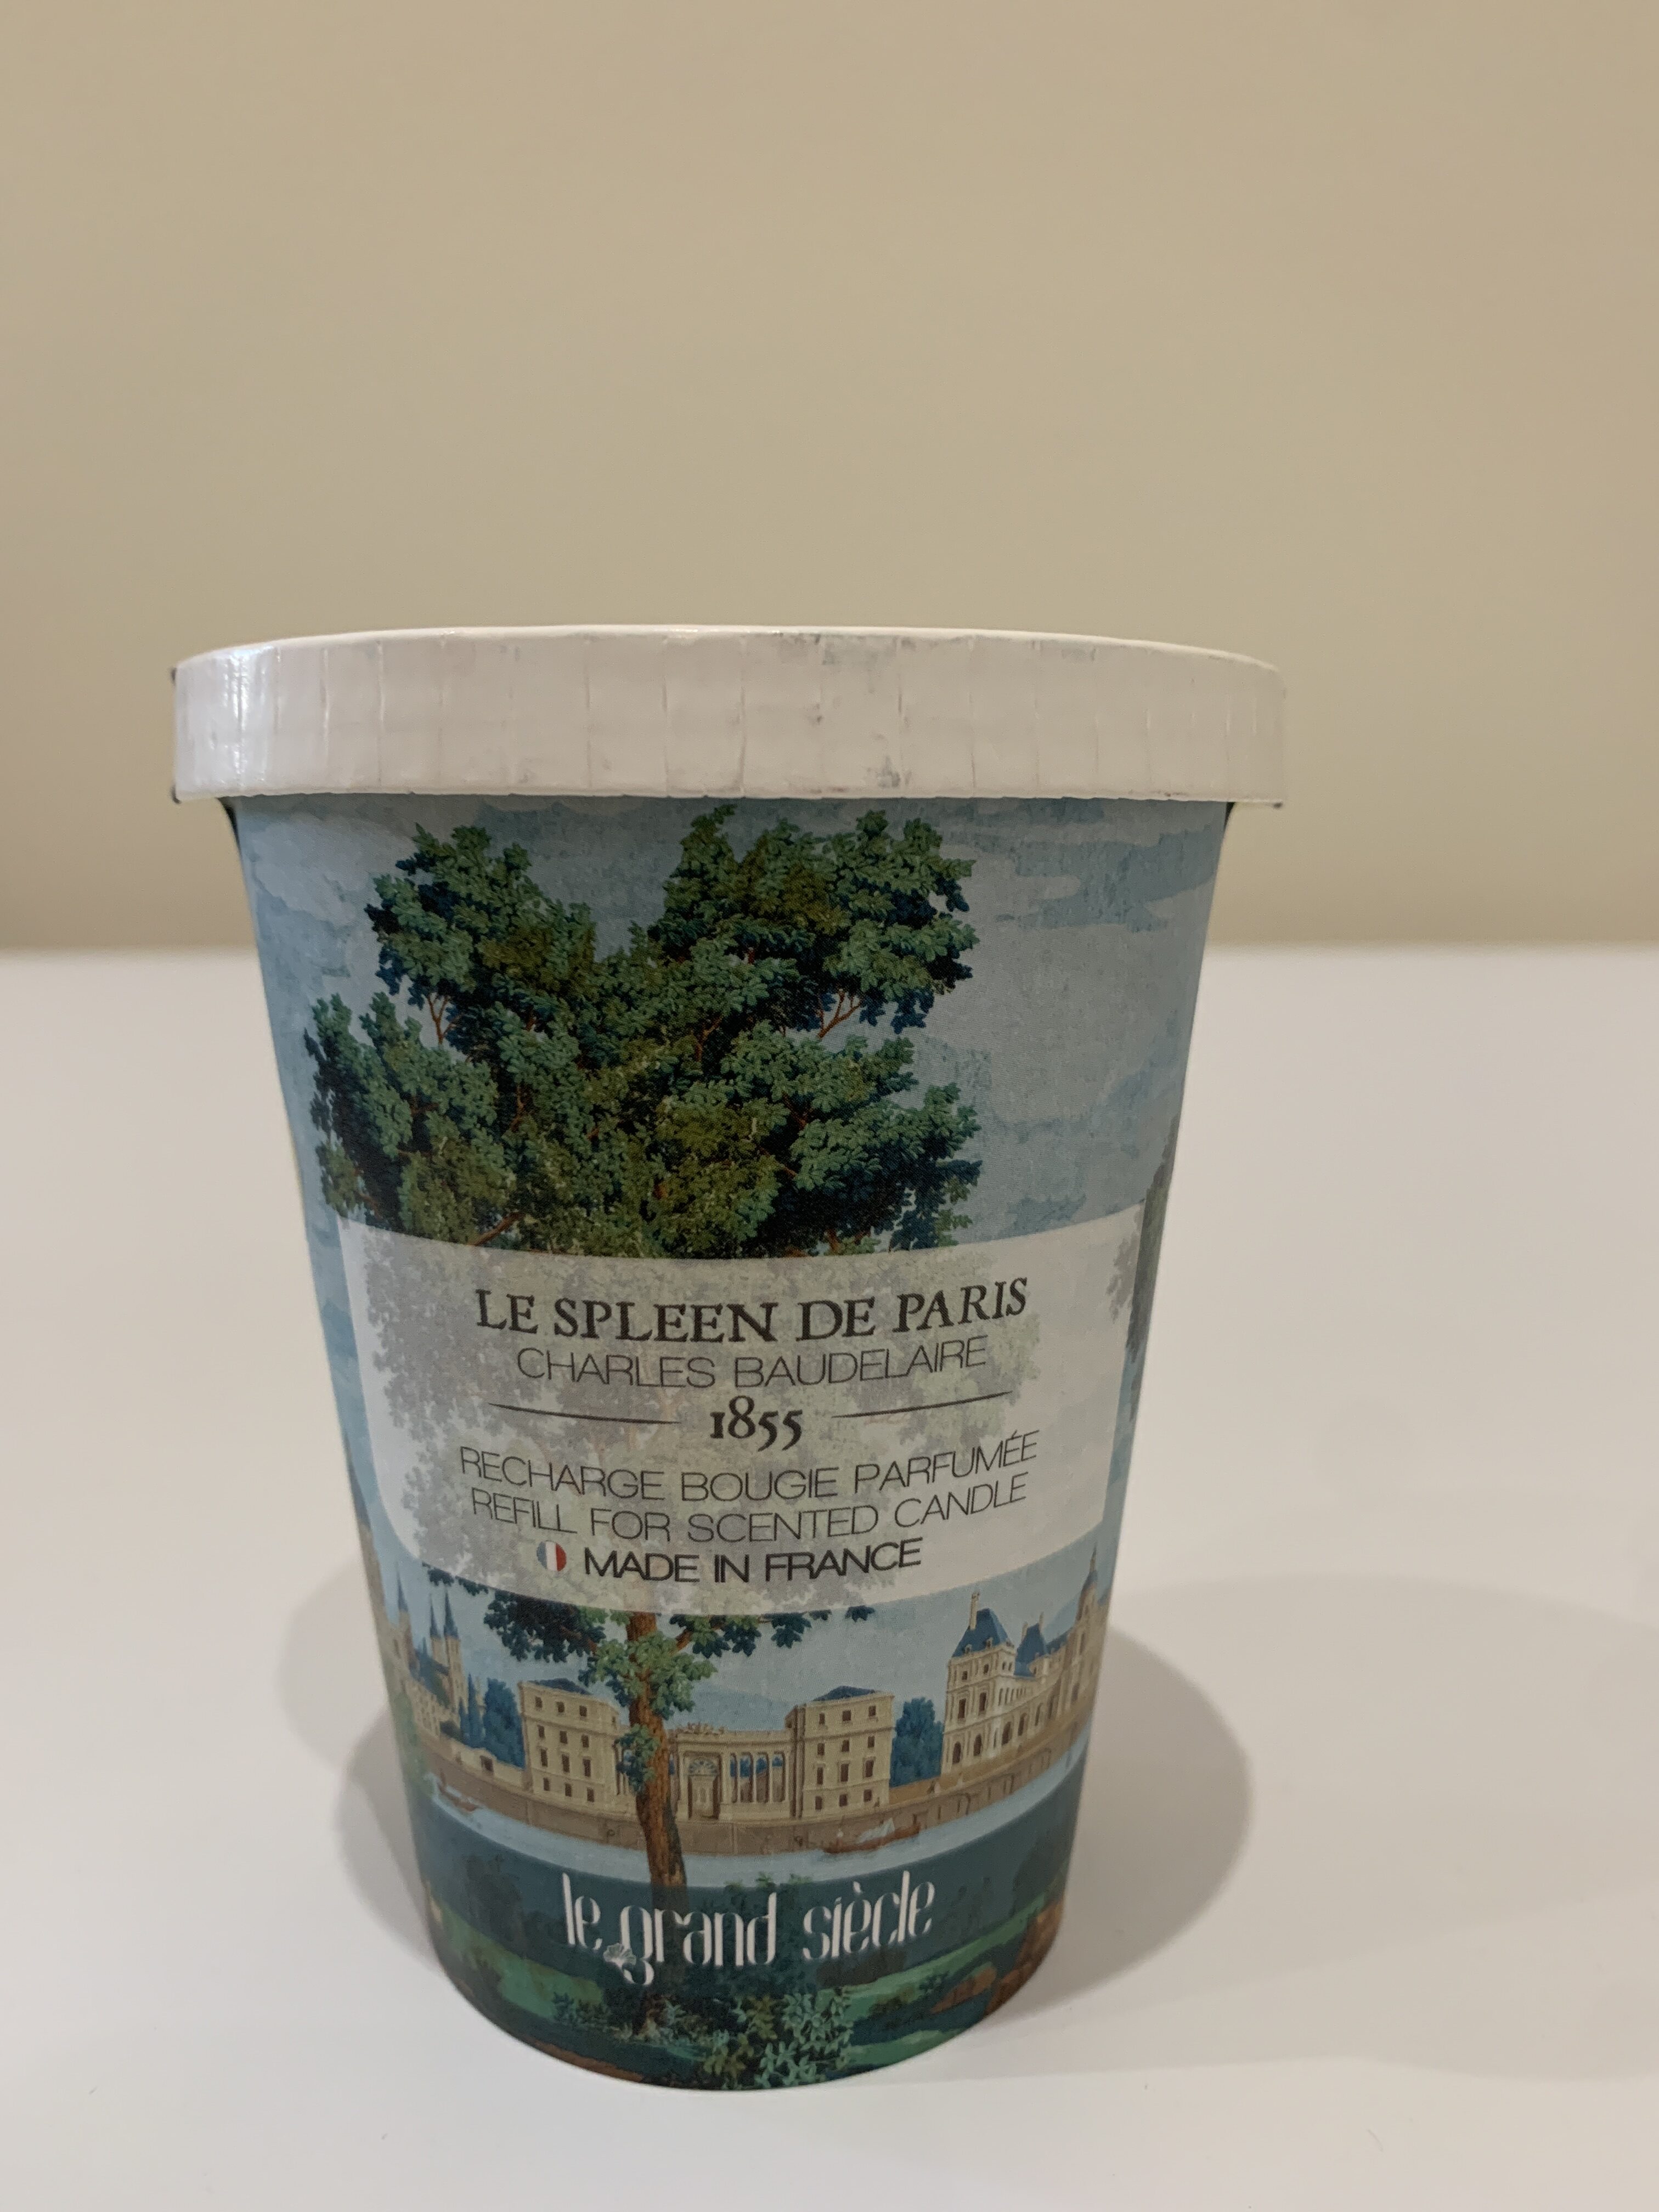 LE SPLEEN DE PARIS
CHARLES BAUDELAIRE
1855
RECHARGE BOUGIE PARFUMÉE
REFILL FOR SCENTED CANDLE
MADE IN FRANCE
le grand siècle